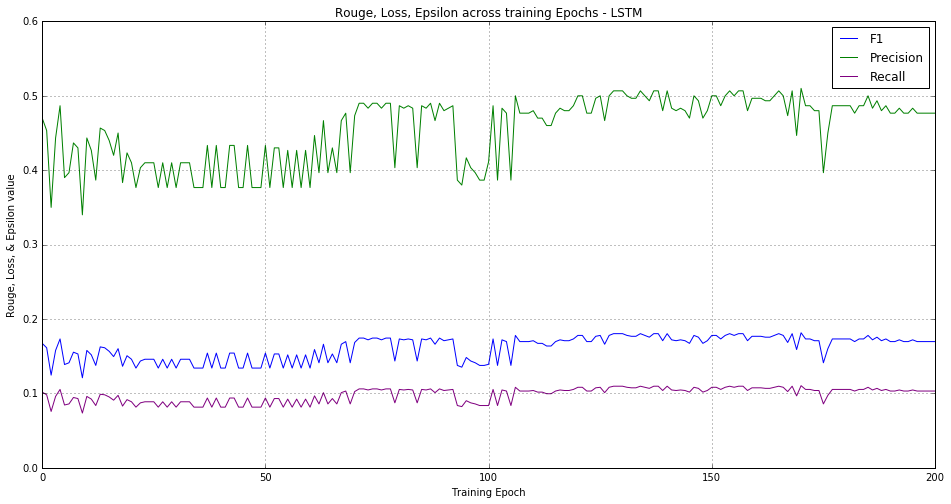 Rouge, Loss, Epsilon across training Epochs - LSTM
0.6
0.5
0.4
0.3
0.2
0.1
0.0
Rouge, Loss, & Epsilon value
F1
Precision
Recall
0
50
100
150
200
Training Epoch